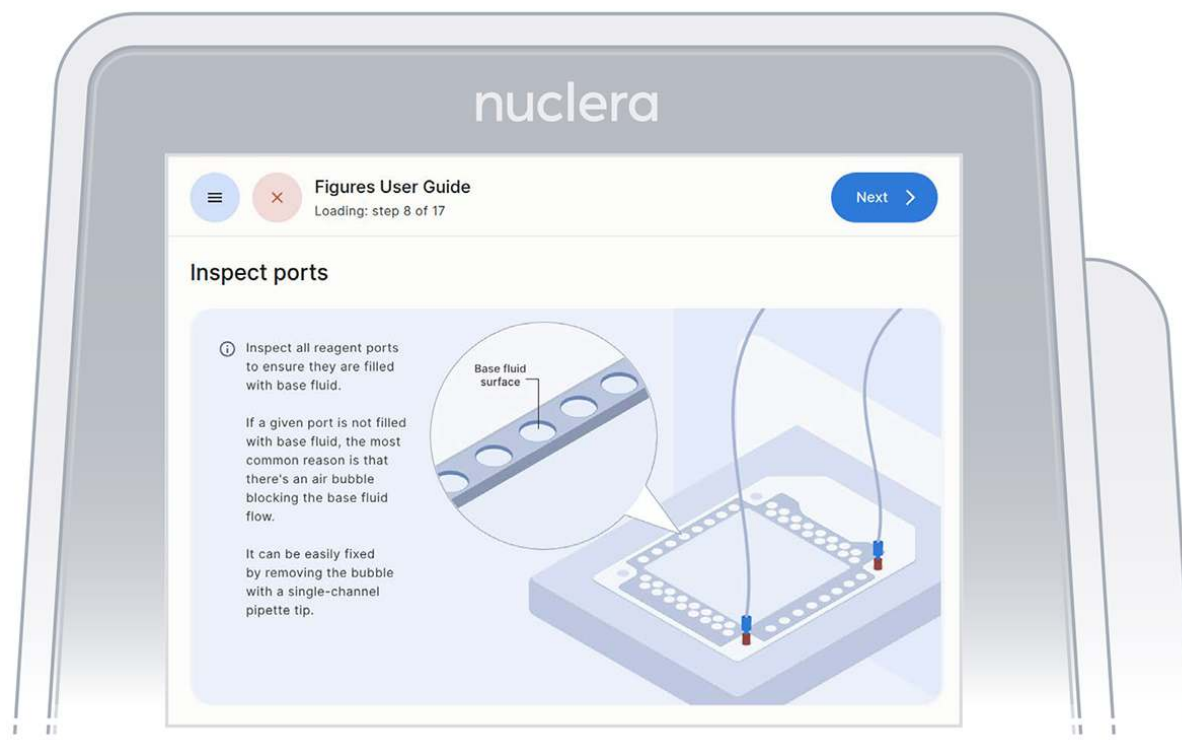 nuclera
Figures User Guide
Loading: step 8 of 17
Next
Inspect ports
Inspect all reagent ports
to ensure they are filled
with base fluid.
If a given port is not filled
with base fluid, the most
common reason is that
there's an air bubble
blocking the base fluid
flow.
It can be easily fixed
by removing the bubble
with a single-channel
pipette tip.
Base fluid
surface